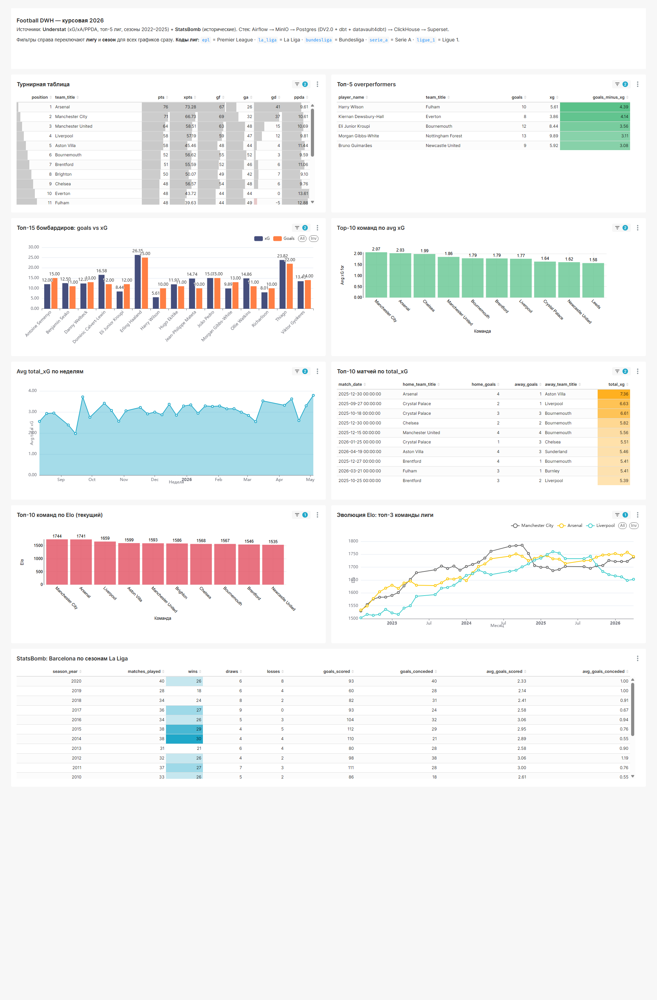 Football DWH — курсовая 2026
Источники: Understat (xG/xA/PPDA, топ-5 лиг, сезоны 2022–2025) + StatsBomb (исторические). Стек: Airflow → MinIO → Postgres (DV2.0 + dbt + datavault4dbt) → ClickHouse → Superset.
Фильтры справа переключают лигу и сезон для всех графиков сразу. Коды лиг: epl = Premier League · la_liga = La Liga · bundesliga = Bundesliga · serie_a = Serie A · ligue_1 = Ligue 1.
Турнирная таблица 2
position team_title pts xpts gf ga gd ppda
1 Arsenal 76 73.28 67 26 41 9.61
2 Manchester City 71 66.73 69 32 37 10.61
3 Manchester United 64 58.51 63 48 15 10.69
4 Liverpool 58 57.19 59 47 12 9.81
5 Aston Villa 58 45.46 48 44 4 11.44
6 Bournemouth 52 56.62 55 52 3 9.59
7 Brentford 51 55.59 52 46 6 11.06
8 Brighton 50 50.07 49 42 7 9.10
9 Chelsea 48 56.57 54 48 6 9.76
10 Everton 48 43.72 44 44 0 13.61
11 Fulham 48 39.63 44 49 -5 12.88
Топ-5 overperformers 2
player_name team_title goals xg goals_minus_xg
Harry Wilson Fulham 10 5.61 4.39
Kiernan Dewsbury-Hall Everton 8 3.86 4.14
Eli Junior Kroupi Bournemouth 12 8.44 3.56
Morgan Gibbs-White Nottingham Forest 13 9.89 3.11
Bruno Guimarães Newcastle United 9 5.92 3.08
Топ-15 бомбардиров: goals vs xG 2
xG Goals All Inv
30.00
25.00
20.00
15.00
10.00
5.00
0.00
12.00 15.00 12.50 11.00 13.00 16.58 12.00 8.44 12.00 26.35 25.00 5.61 10.00 11.93 11.00 14.74 10.00 15.00 9.89 13.00 14.86 11.00 8.01 10.00 23.82 22.00 14.00
Antoine Semenyo Benjamin Sesko Danny Welbeck Dominic Calvert-Lewin Eli Junior Kroupi Erling Haaland Harry Wilson Hugo Ekitike Jean-Philippe Mateta João Pedro Morgan Gibbs-White Ollie Watkins Richarlison Thiago Viktor Gyokeres
Top-10 команд по avg xG 2
2.07 2.03 1.99 1.86 1.79 1.79 1.77 1.64 1.62 1.58
2.00
1.50
1.00
0.50
0.00
Avg xG for
Manchester City Arsenal Chelsea Manchester United Bournemouth Brentford Liverpool Crystal Palace Newcastle United Leeds
Команда
Avg total_xG по неделям 2
4.00
3.00
2.00
1.00
0.00
Avg total xG
Sep Oct Nov Dec 2026 Feb Mar Apr May
Неделя
Топ-10 матчей по total_xG 2
match_date home_team_title home_goals away_goals away_team_title total_xg
2025-12-30 00:00:00 Arsenal 4 1 Aston Villa 7.36
2025-09-27 00:00:00 Crystal Palace 2 1 Liverpool 6.63
2025-10-18 00:00:00 Crystal Palace 3 3 Bournemouth 6.61
2025-12-30 00:00:00 Chelsea 2 2 Bournemouth 5.82
2025-12-15 00:00:00 Manchester United 4 4 Bournemouth 5.56
2026-01-25 00:00:00 Crystal Palace 1 3 Chelsea 5.51
2026-04-19 00:00:00 Aston Villa 4 3 Sunderland 5.46
2025-12-27 00:00:00 Brentford 4 1 Bournemouth 5.41
2026-03-21 00:00:00 Fulham 3 1 Burnley 5.41
2025-10-25 00:00:00 Brentford 3 2 Liverpool 5.39
Топ-10 команд по Elo (текущий) 1
1744 1741 1659 1599 1593 1586 1568 1567 1546 1535
1500
1000
500
0
Elo
Manchester City Arsenal Liverpool Aston Villa Manchester United Brighton Chelsea Bournemouth Brentford Newcastle United
Команда
Эволюция Elo: топ-3 команды лиги 1
Manchester City Arsenal Liverpool All Inv
1800
1750
1700
1650
1600
1550
1500
2023 Jul 2024 Jul 2025 Jul 2026
Месяц
StatsBomb: Barcelona по сезонам La Liga
season_year matches_played wins draws losses goals_scored goals_conceded avg_goals_scored avg_goals_conceded
2020 40 26 6 8 93 40 2.33 1.00
2019 28 18 6 4 60 28 2.14 1.00
2018 34 24 8 2 82 31 2.41 0.91
2017 36 27 9 0 93 24 2.58 0.67
2016 34 26 5 3 104 32 3.06 0.94
2015 38 29 4 5 112 29 2.95 0.76
2014 38 30 4 4 110 21 2.89 0.55
2013 31 21 6 4 80 28 2.58 0.90
2012 32 26 4 2 98 38 3.06 1.19
2011 37 27 7 3 111 28 3.00 0.76
2010 33 26 5 2 86 18 2.61 0.55